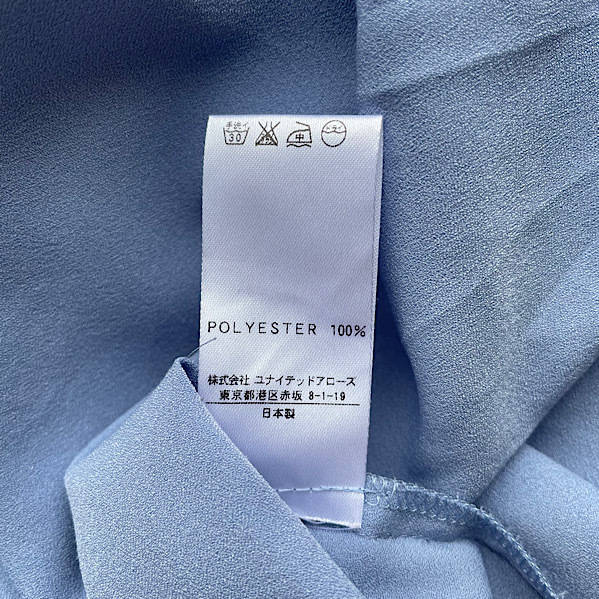 手洗イ
30
中
POLYESTER 100%
株式会社 ユナイテッドアローズ
東京都港区赤坂 8-1-19
日本製